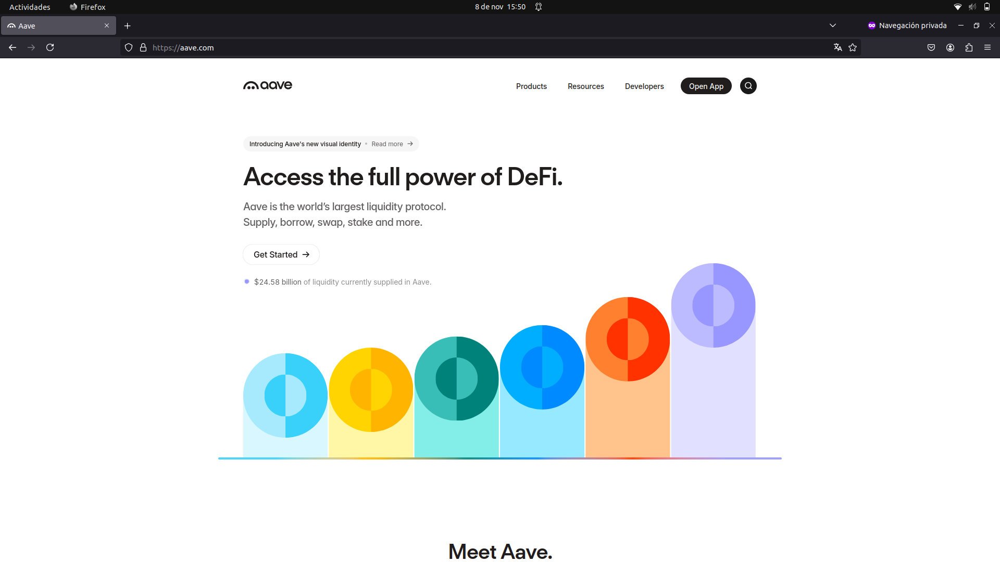 Actividades
Firefox
8 de nov 15:50
Aave
Navegación privada
https://aave.com
aave
Products
Resources
Developers
Open App
Introducing Aave's new visual identity • Read more →
Access the full power of DeFi.
Aave is the world’s largest liquidity protocol.
Supply, borrow, swap, stake and more.
Get Started →
$24.58 billion of liquidity currently supplied in Aave.
Meet Aave.